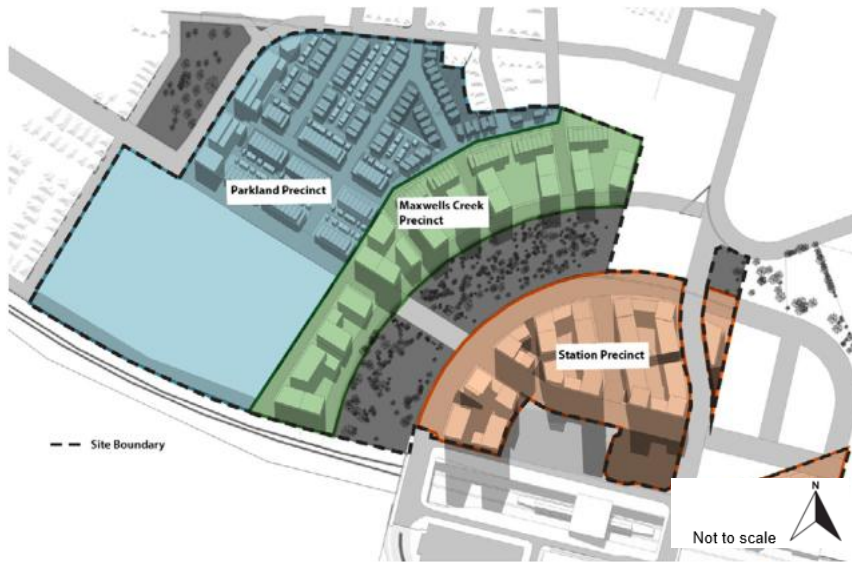 Parkland Precinct
Maxwells Creek
Precinct
Station Precinct
Site Boundary
N
Not to scale